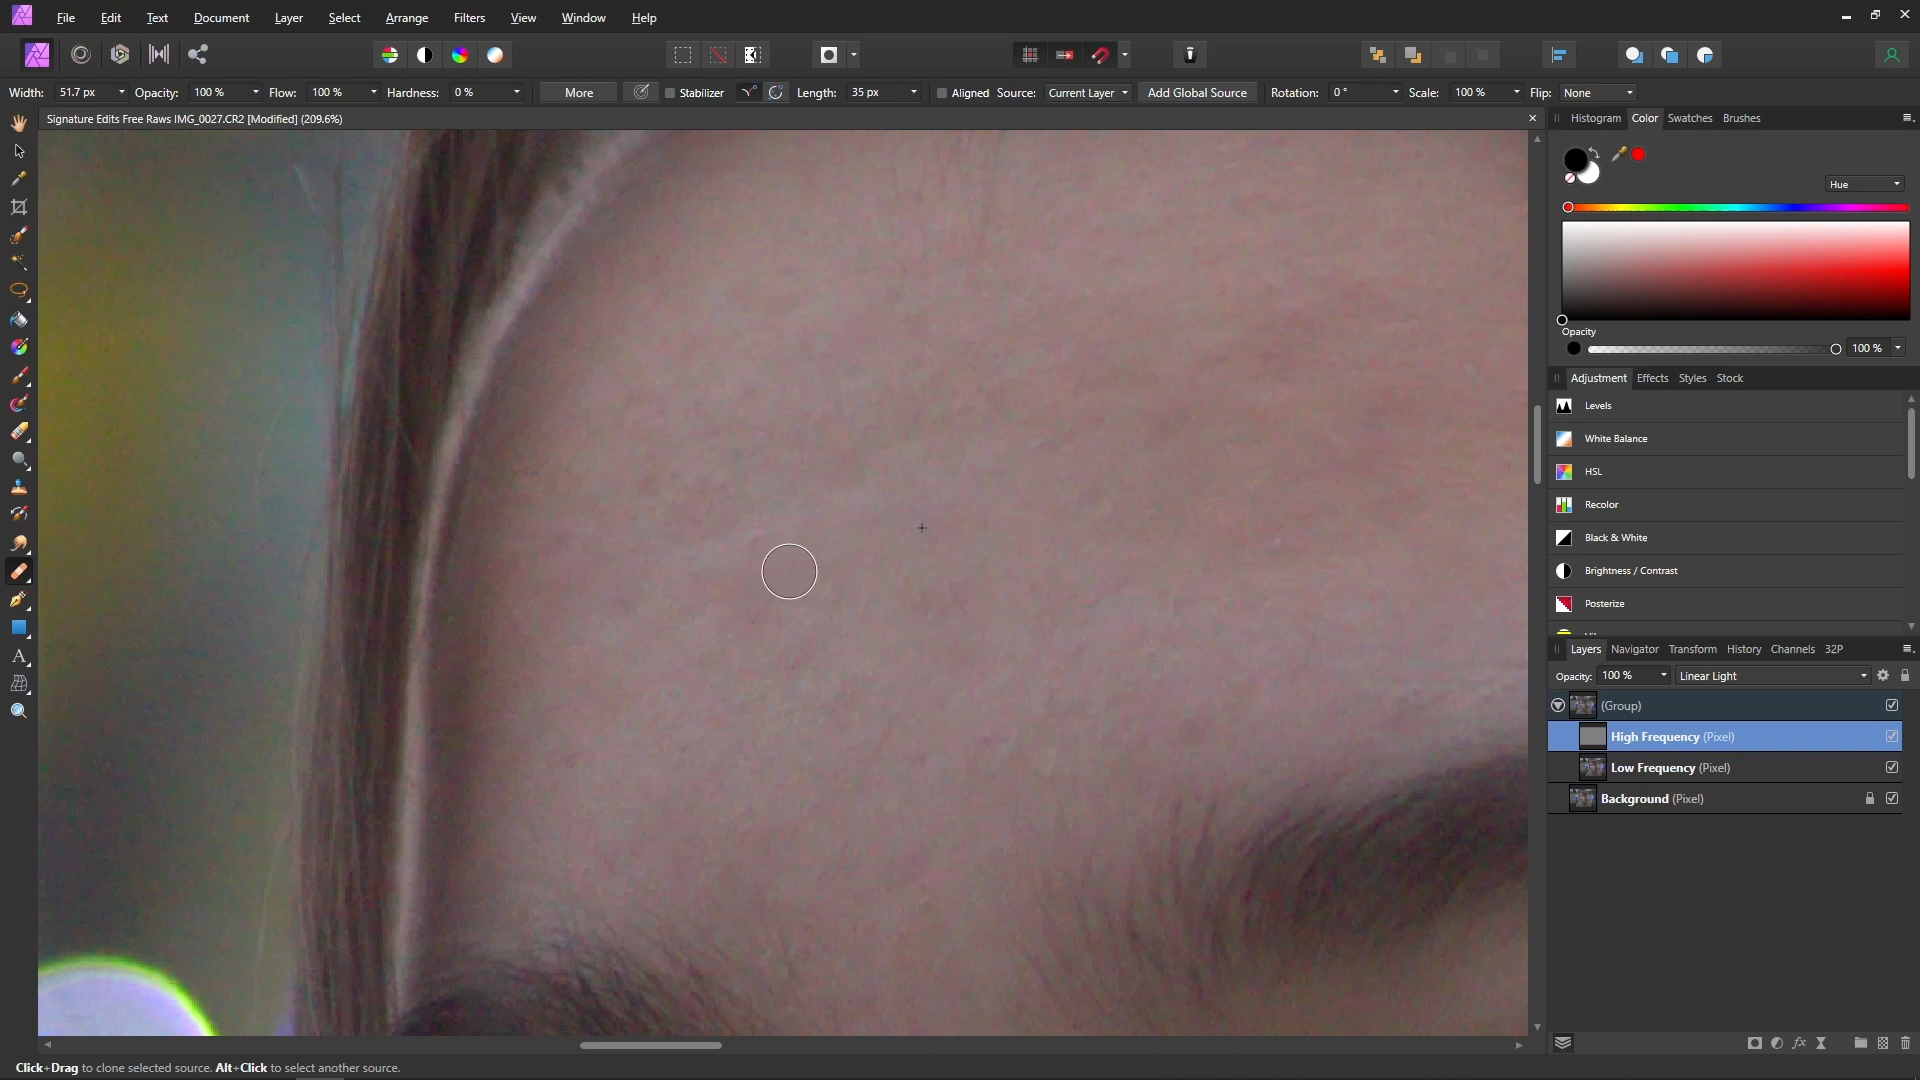 File Edit Text Document Layer Select Arrange Filters View Window Help
Width: 51.7 px Opacity: 100 % Flow: 100 % Hardness: 0 % More Stabilizer Length: 35 px Aligned Source: Current Layer Add Global Source Rotation: 0 ° Scale: 100 % Flip: None
Signature Edits Free Raws IMG_0027.CR2 [Modified] (209.6%)
Histogram Color Swatches Brushes
Hue
Opacity
100 %
Adjustment Effects Styles Stock
Levels
White Balance
HSL
Recolor
Black & White
Brightness / Contrast
Posterize
Layers Navigator Transform History Channels 32P
Opacity: 100 % Linear Light
(Group)
High Frequency (Pixel)
Low Frequency (Pixel)
Background (Pixel)
Click+Drag to clone selected source. Alt+Click to select another source.